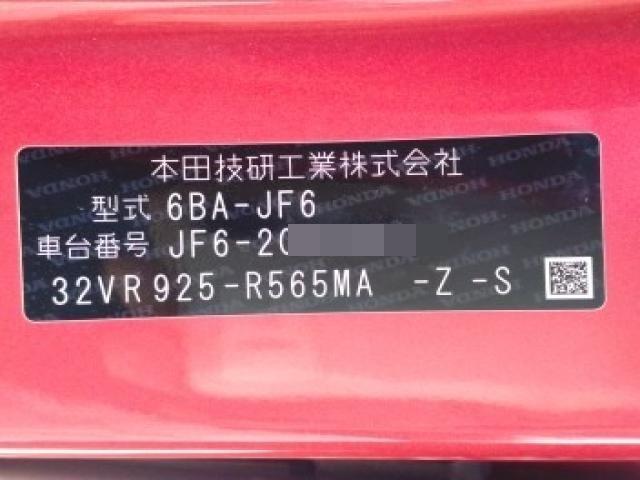 本田技研工業株式会社
型式 6BA-JF6
車台番号 JF6-20
32VR925-R565MA -Z -S